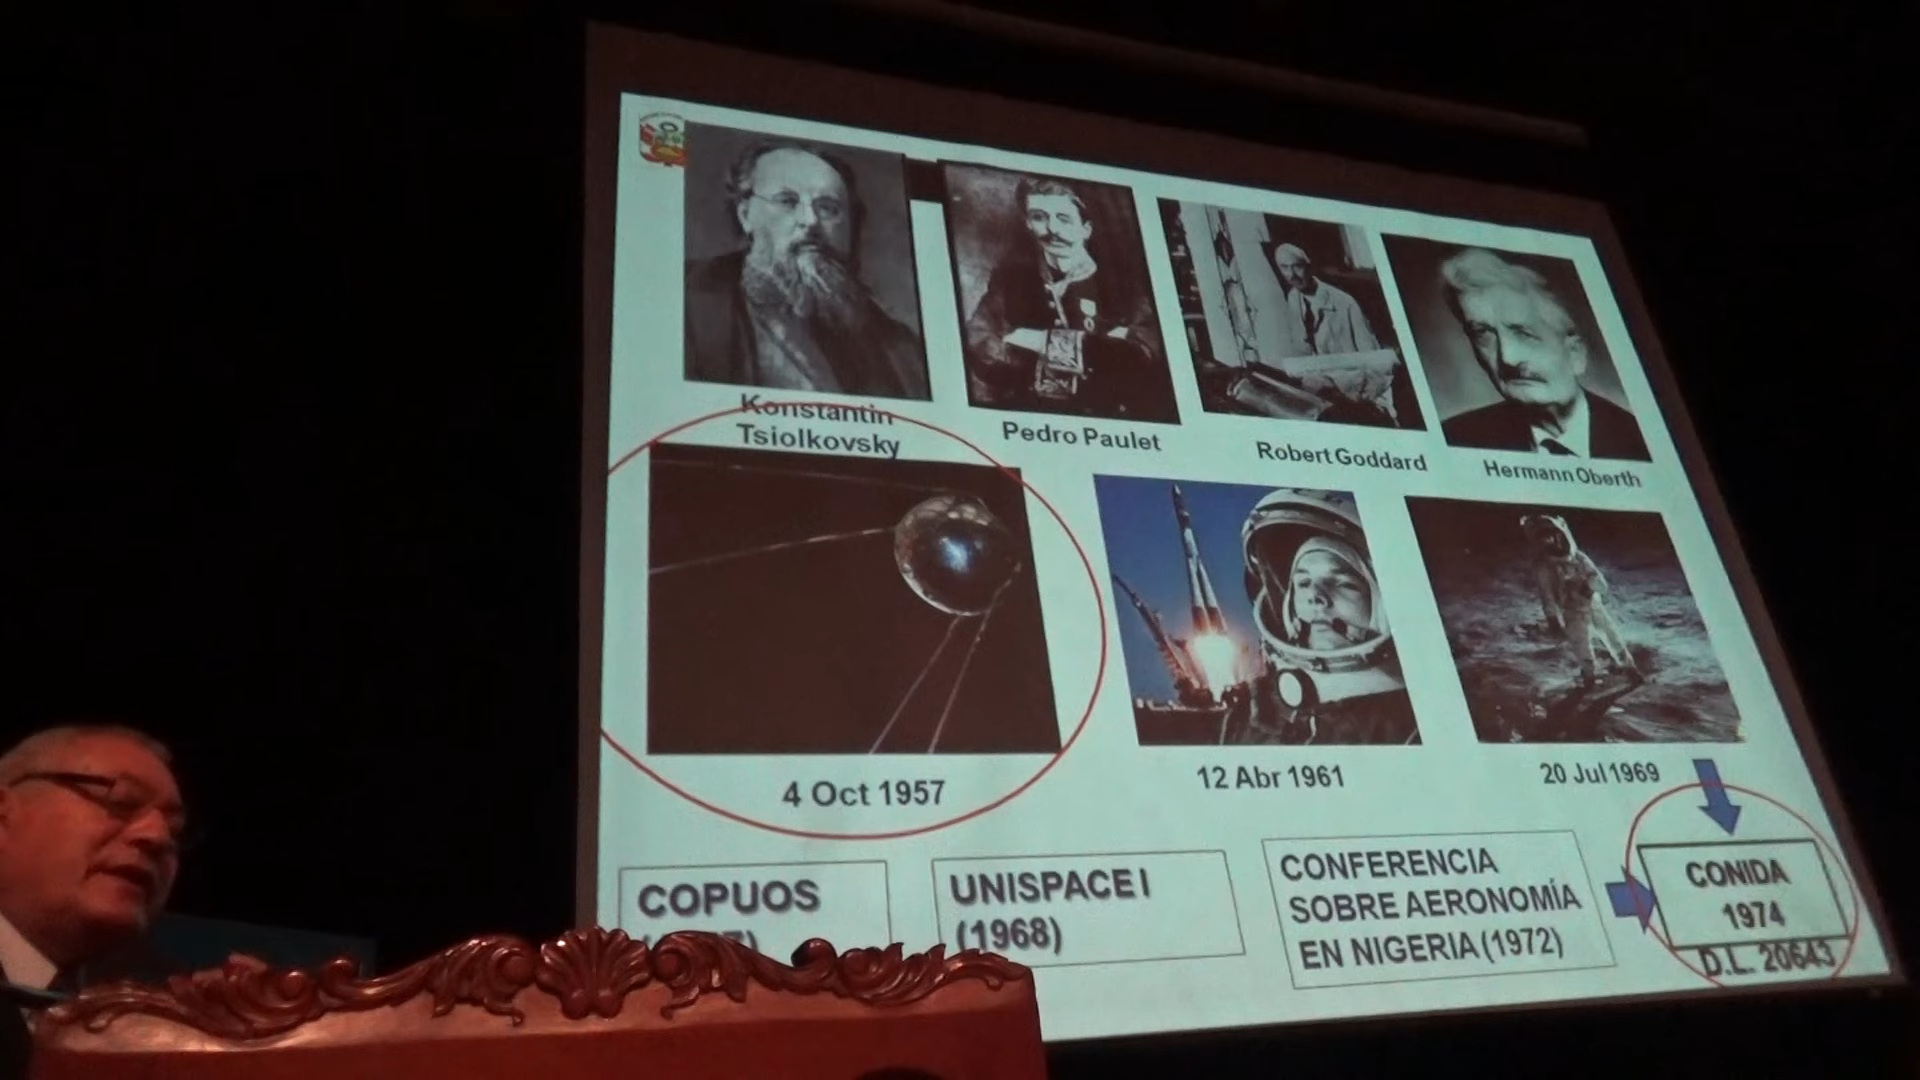 Konstantin
Tsiolkovsky
Pedro Paulet
Robert Goddard
Hermann Oberth
4 Oct 1957
12 Abr 1961
20 Jul 1969
COPUOS
UNISPACE I
(1968)
CONFERENCIA
SOBRE AERONOMÍA
EN NIGERIA (1972)
CONIDA
1974
D.L. 20643